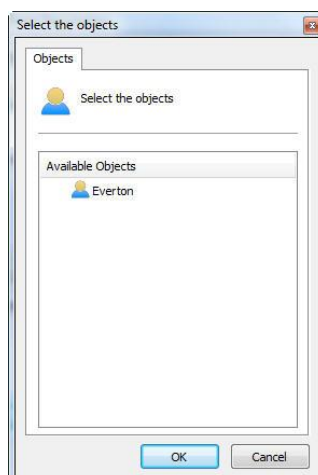 Select the objects
Objects
Select the objects
Available Objects
Everton
OK
Cancel